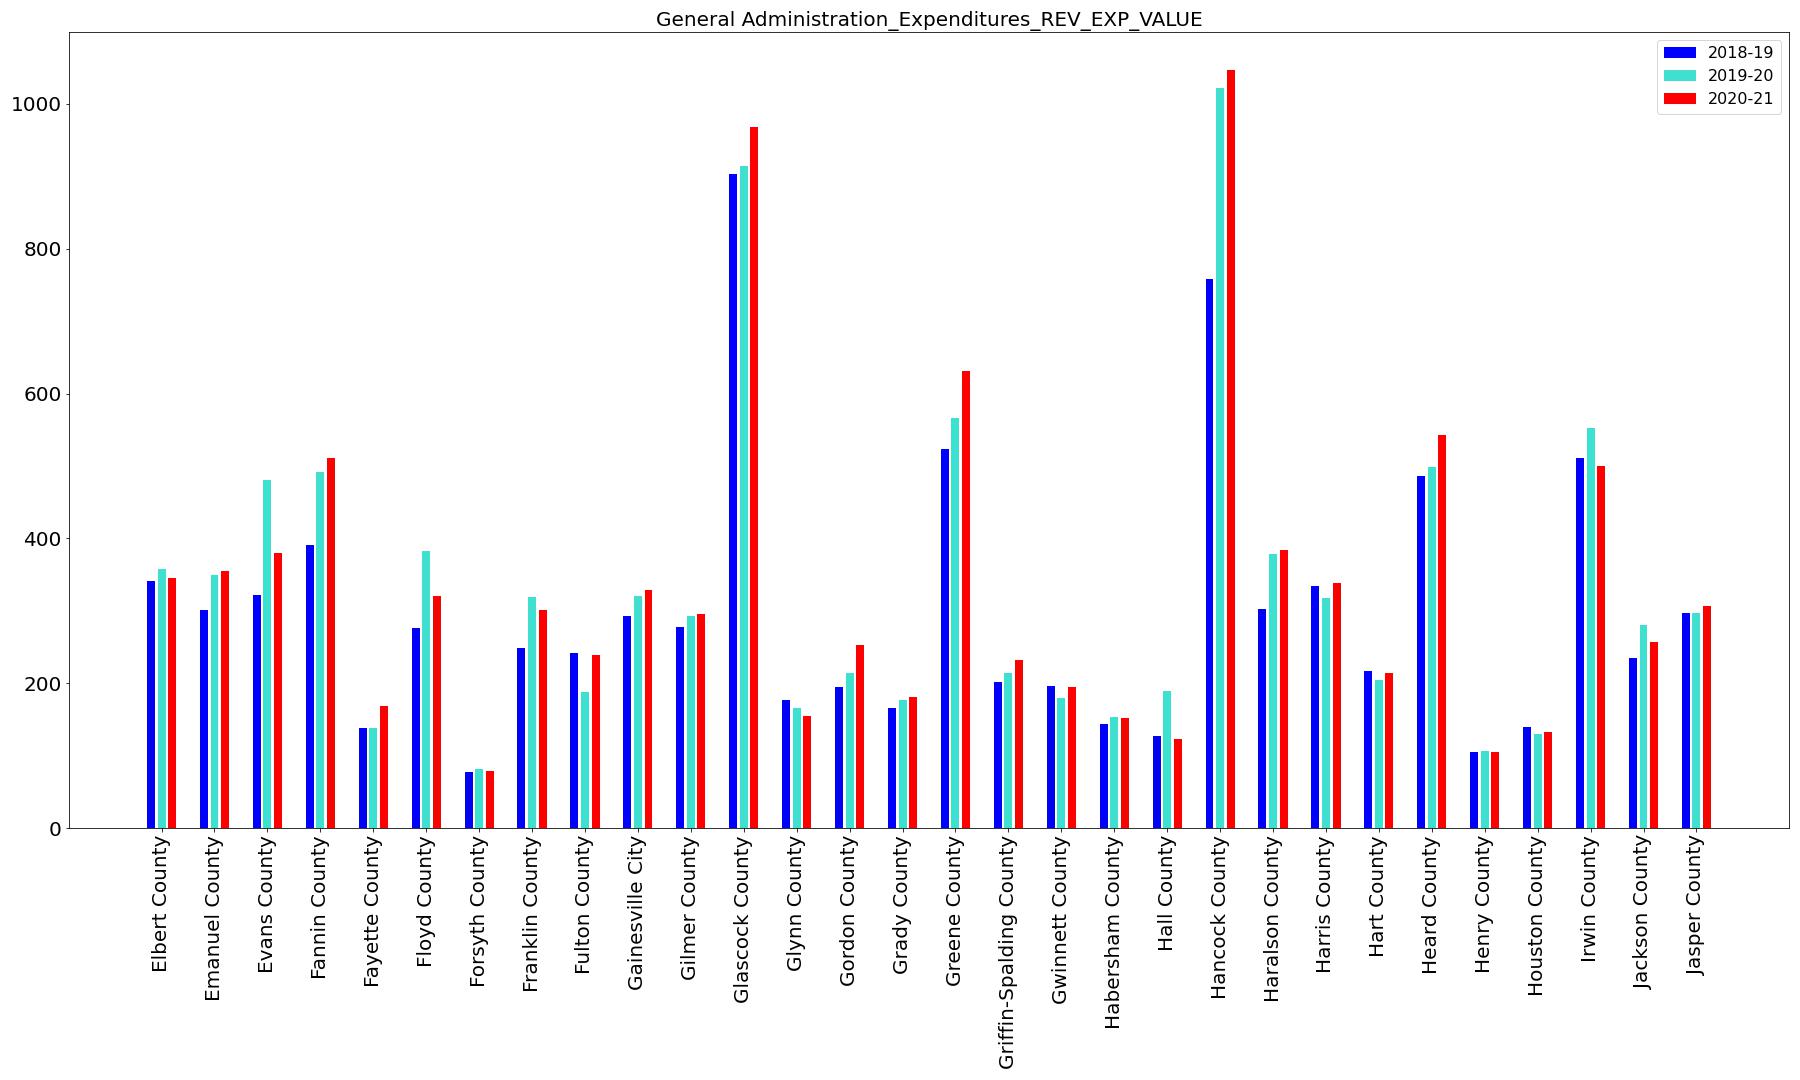 General Administration_Expenditures_REV_EXP_VALUE
2018-19
2019-20
2020-21
1000
800
600
400
200
0
Elbert County
Emanuel County
Evans County
Fannin County
Fayette County
Floyd County
Forsyth County
Franklin County
Fulton County
Gainesville City
Gilmer County
Glascock County
Glynn County
Gordon County
Grady County
Greene County
Griffin-Spalding County
Gwinnett County
Habersham County
Hall County
Hancock County
Haralson County
Harris County
Hart County
Heard County
Henry County
Houston County
Irwin County
Jackson County
Jasper County